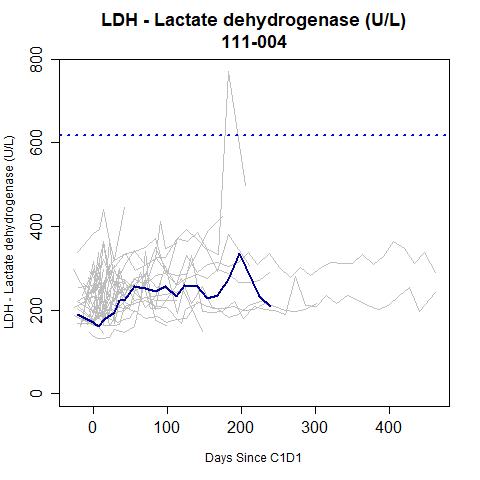 LDH - Lactate dehydrogenase (U/L)
111-004
LDH - Lactate dehydrogenase (U/L)
800
600
400
200
0
0 100 200 300 400
Days Since C1D1